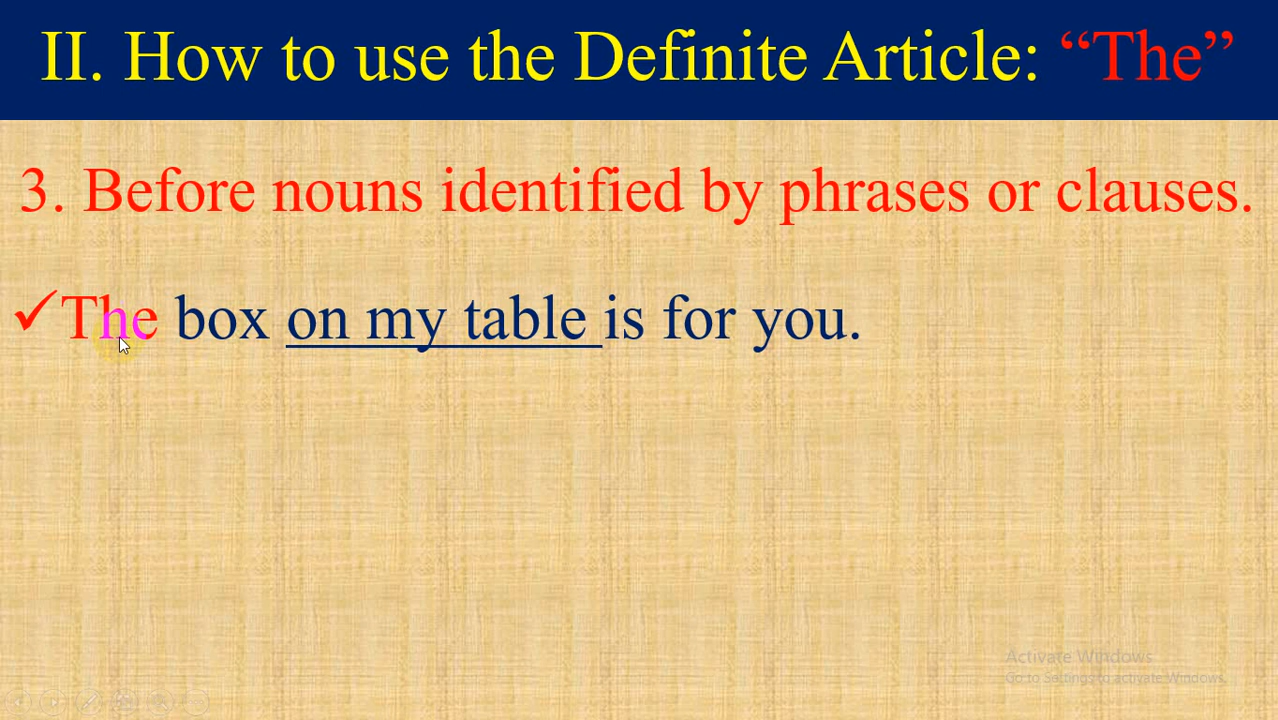 II. How to use the Definite Article: “The”
3. Before nouns identified by phrases or clauses.
✓The box on my table is for you.
Activate Windows
Go to Settings to activate Windows.